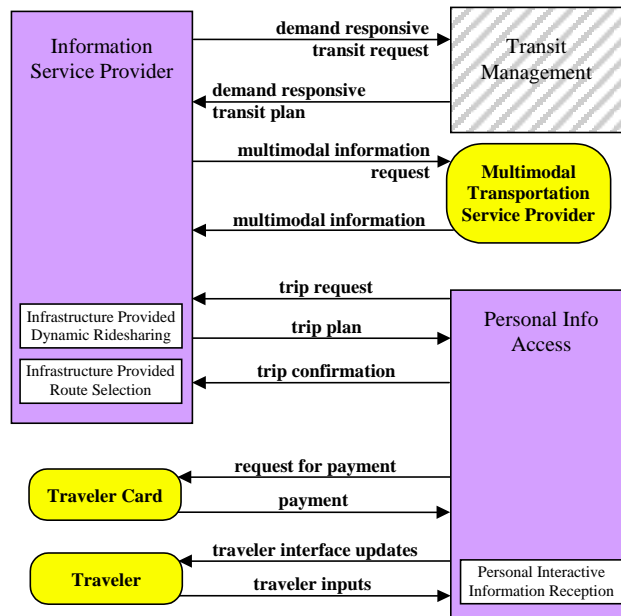 Information
Service Provider
demand responsive
transit request
Transit
Management
demand responsive
transit plan
multimodal information
request
Multimodal
Transportation
Service Provider
multimodal information
trip request
Infrastructure Provided
Dynamic Ridesharing
trip plan
Personal Info
Access
Infrastructure Provided
Route Selection
trip confirmation
request for payment
Traveler Card
payment
traveler interface updates
Traveler
traveler inputs
Personal Interactive
Information Reception